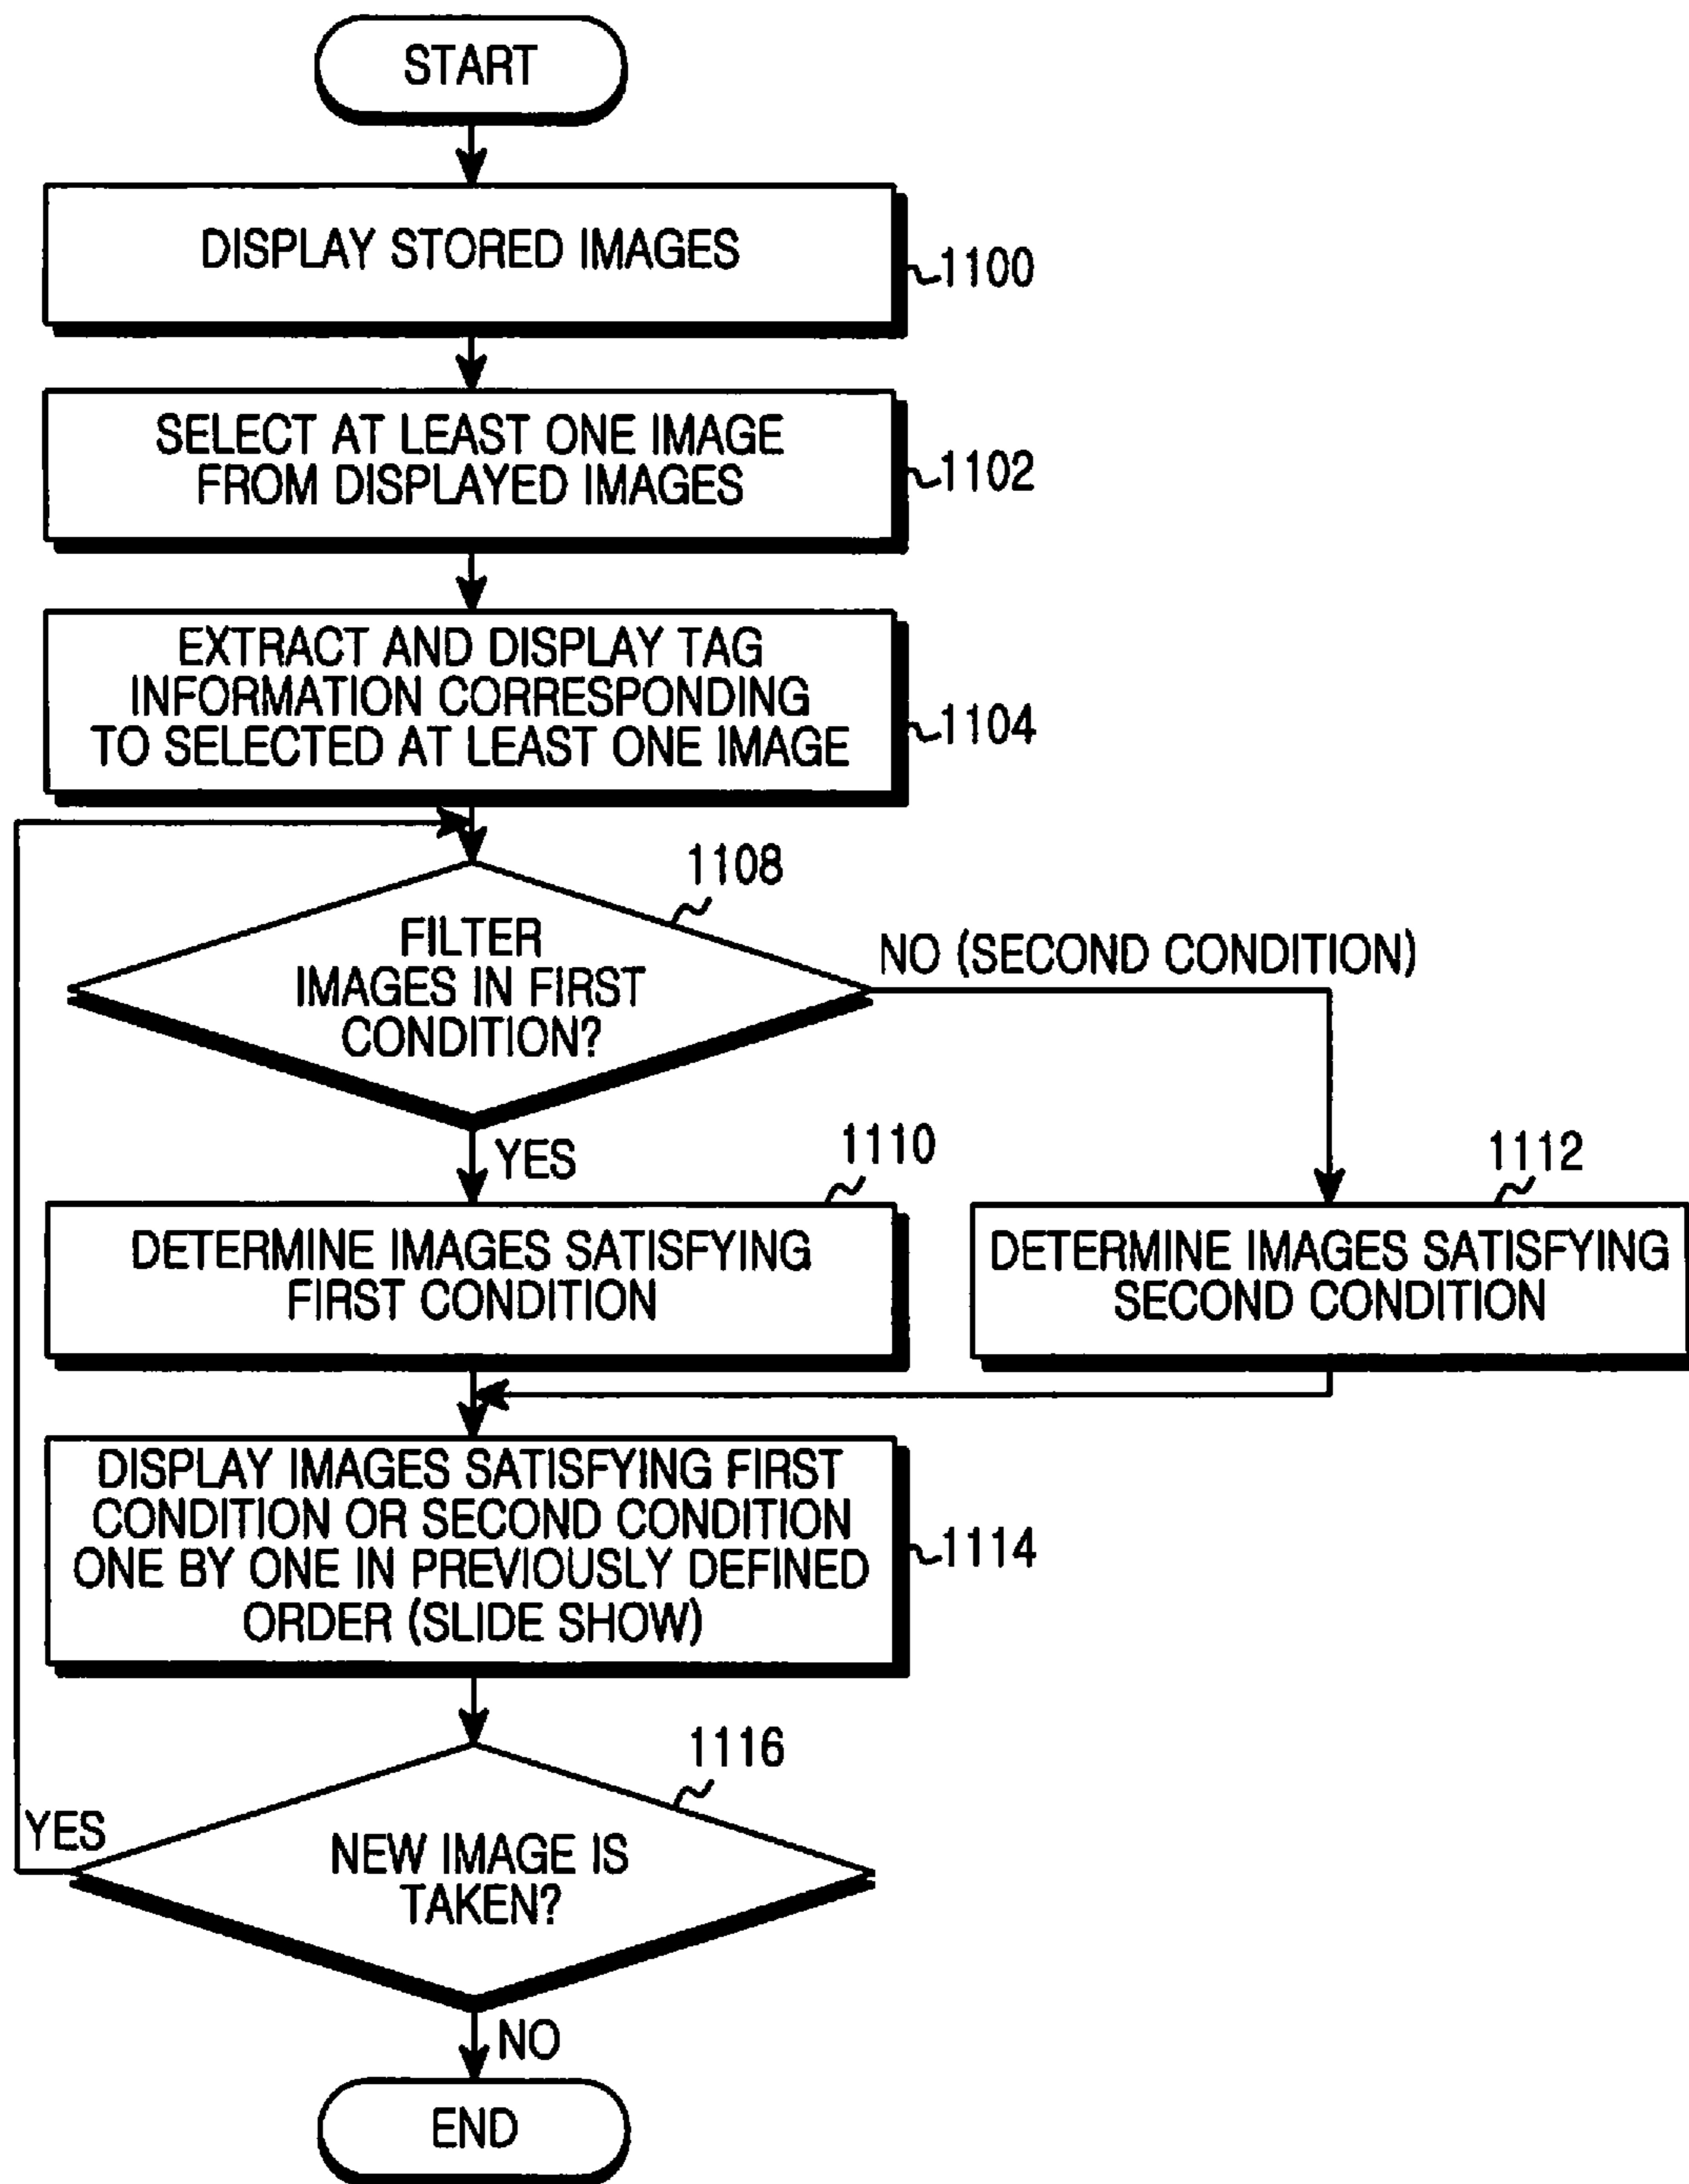 START
DISPLAY STORED IMAGES
1100
SELECT AT LEAST ONE IMAGE
FROM DISPLAYED IMAGES
1102
EXTRACT AND DISPLAY TAG
INFORMATION CORRESPONDING
TO SELECTED AT LEAST ONE IMAGE
1104
1108
FILTER
IMAGES IN FIRST
CONDITION?
NO (SECOND CONDITION)
YES
1110
1112
DETERMINE IMAGES SATISFYING
FIRST CONDITION
DETERMINE IMAGES SATISFYING
SECOND CONDITION
DISPLAY IMAGES SATISFYING FIRST
CONDITION OR SECOND CONDITION
ONE BY ONE IN PREVIOUSLY DEFINED
ORDER (SLIDE SHOW)
1114
1116
YES
NEW IMAGE IS
TAKEN?
NO
END